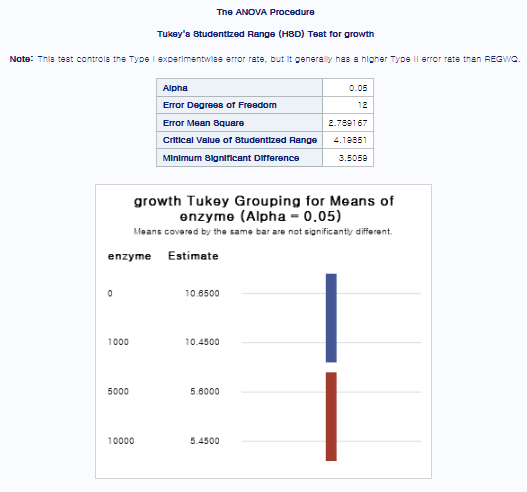 The ANOVA Procedure
Tukey's Studentized Range (HSD) Test for growth
Note: This test controls the Type I experimentwise error rate, but it generally has a higher Type II error rate than REGWQ.
Alpha 0.05
Error Degrees of Freedom 12
Error Mean Square 2.789167
Critical Value of Studentized Range 4.19851
Minimum Significant Difference 3.5059
growth Tukey Grouping for Means of
enzyme (Alpha = 0.05)
Means covered by the same bar are not significantly different.
enzyme Estimate
0 10.6500
1000 10.4500
5000 5.6000
10000 5.4500